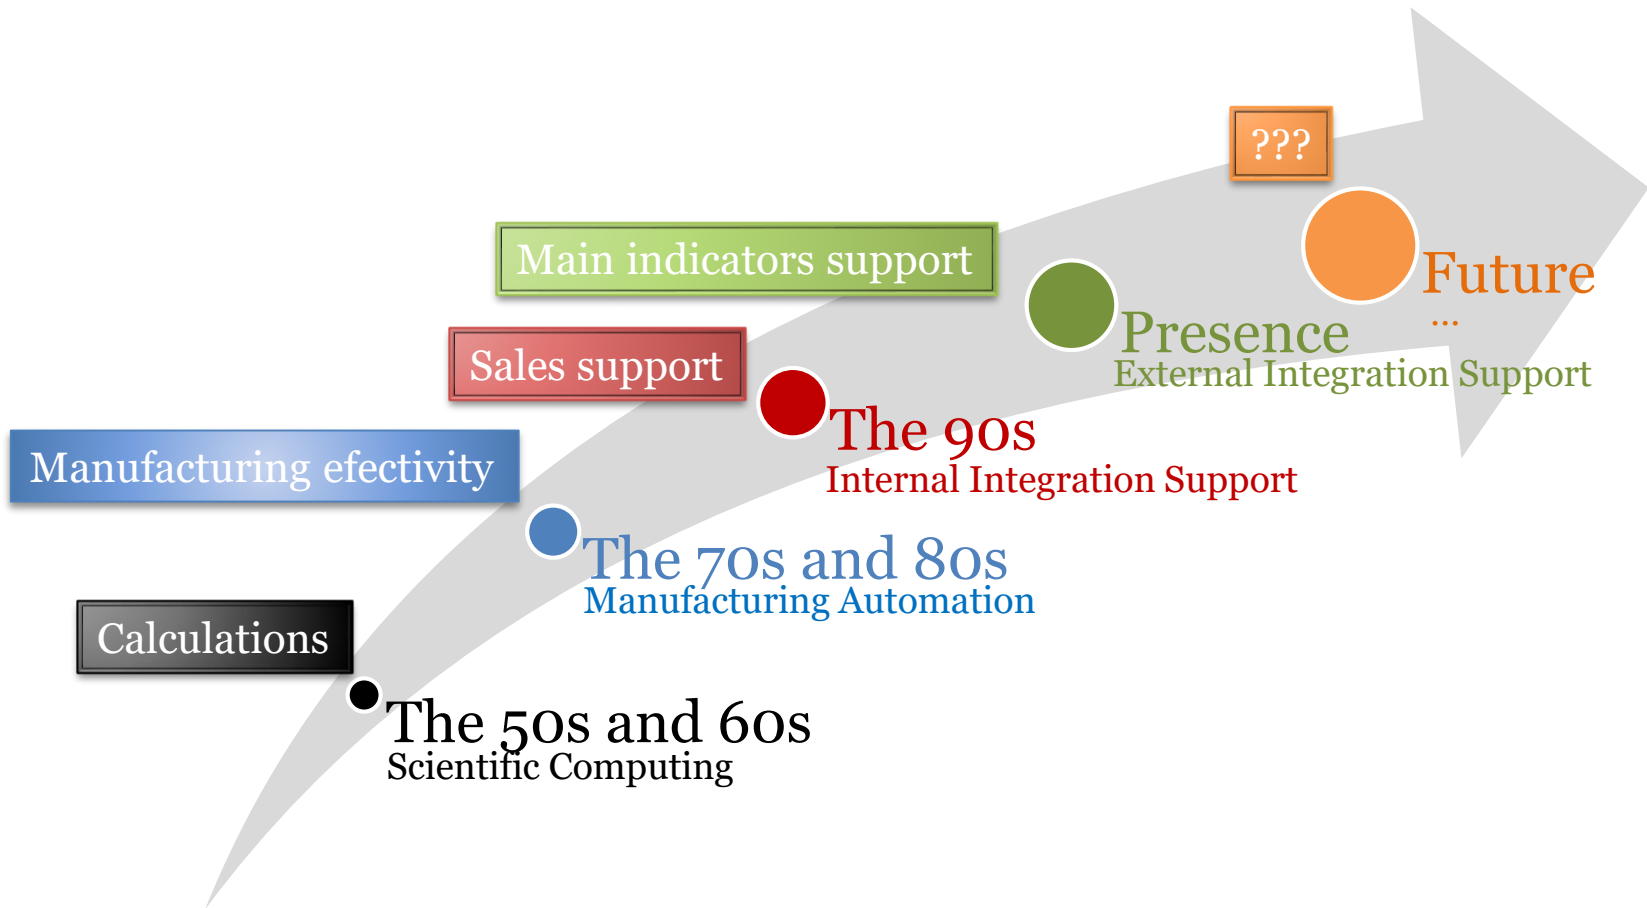 ???
Future
...
Main indicators support
Presence
External Integration Support
Sales support
The 90s
Internal Integration Support
Manufacturing efectivity
The 70s and 80s
Manufacturing Automation
Calculations
The 50s and 60s
Scientific Computing